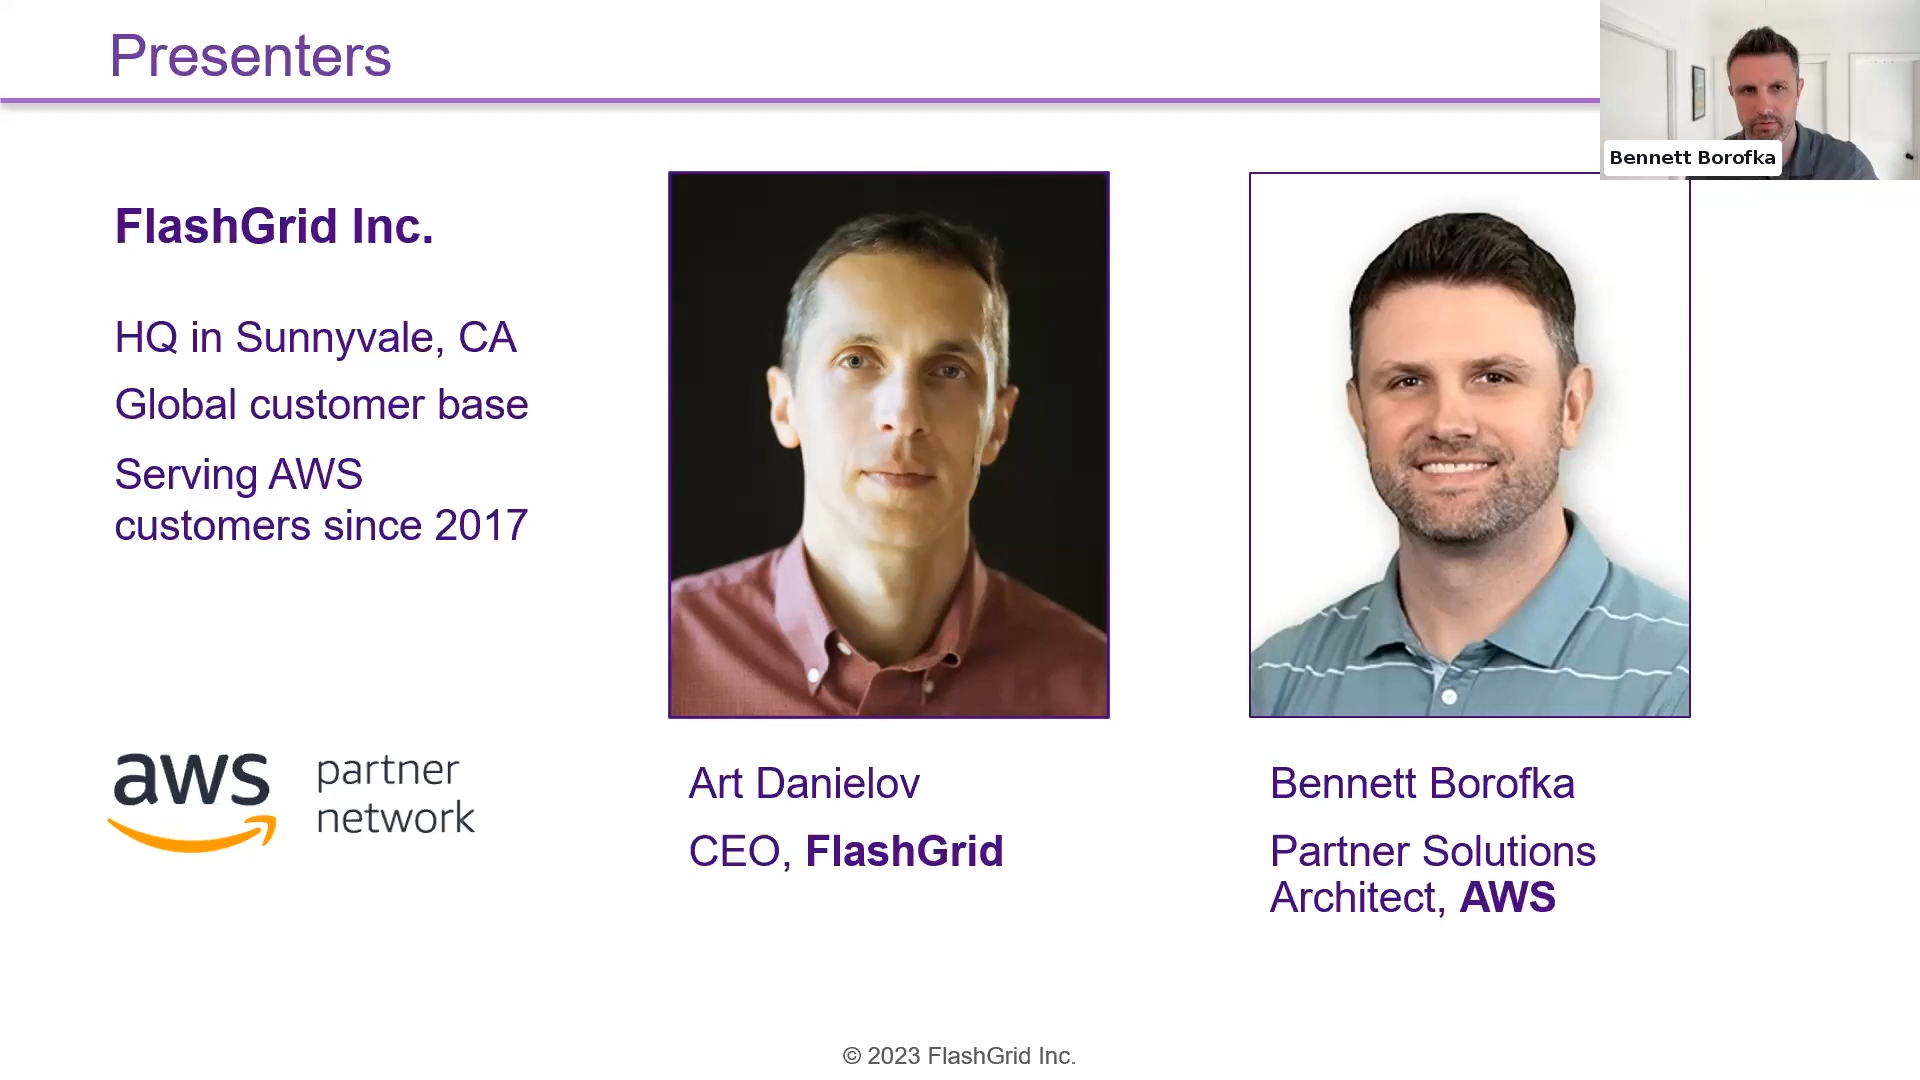 Presenters
Bennett Borofka
FlashGrid Inc.
HQ in Sunnyvale, CA
Global customer base
Serving AWS
customers since 2017
aws partner
network
Art Danielov
CEO, FlashGrid
Bennett Borofka
Partner Solutions
Architect, AWS
© 2023 FlashGrid Inc.